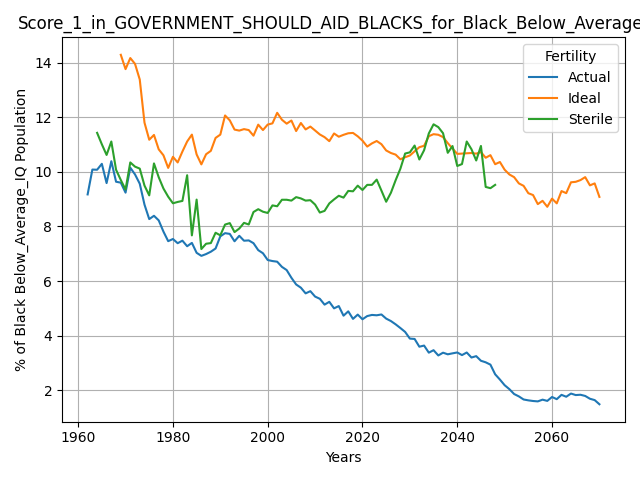 Score_1_in_GOVERNMENT_SHOULD_AID_BLACKS_for_Black_Below_Average
Fertility
Actual
Ideal
Sterile
% of Black Below_Average_IQ Population
14
12
10
8
6
4
2
1960 1980 2000 2020 2040 2060
Years